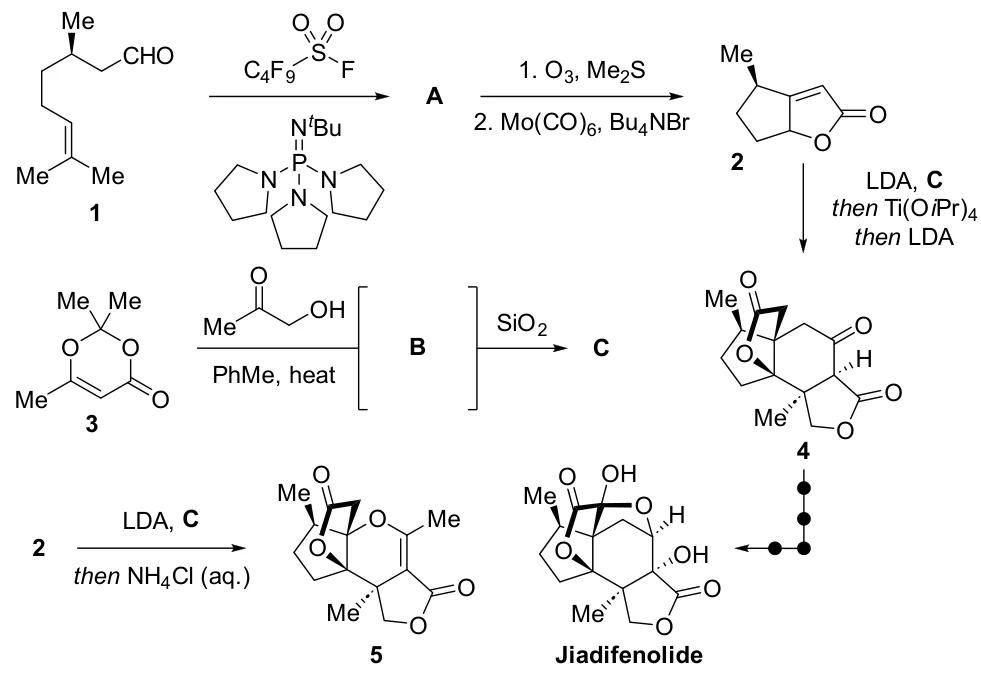 Me
CHO
Me Me
1
O O
S
C4F9 F
NtBu
P
N N
N
A
1. O3, Me2S
2. Mo(CO)6, Bu4NBr
Me
O
O
2
LDA, C
then Ti(OiPr)4
then LDA
Me Me
O O
Me O
3
O
OH
Me
PhMe, heat
B
SiO2
C
O
Me O
O H
O
Me O
4
2
LDA, C
then NH4Cl (aq.)
O
Me O Me
O
O
Me O
5
O OH
Me O H
O OH
O
Me O
Jiadifenolide